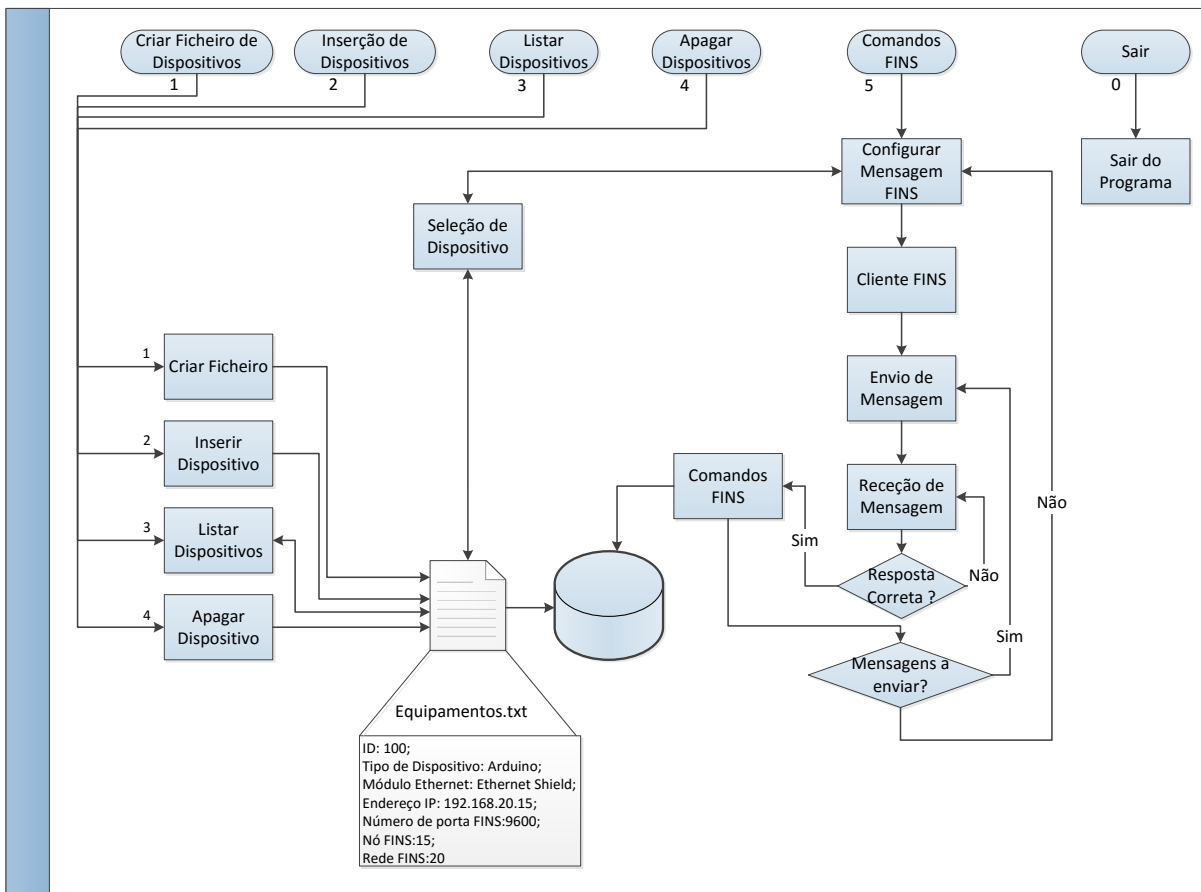 Criar Ficheiro de
Dispositivos
1
Inserção de
Dispositivos
2
Listar
Dispositivos
3
Apagar
Dispositivos
4
Comandos
FINS
5
Sair
0
Configurar
Mensagem
FINS
Sair do
Programa
Seleção de
Dispositivo
Cliente FINS
1
Criar Ficheiro
Envio de
Mensagem
2
Inserir
Dispositivo
Comandos
FINS
Receção de
Mensagem
Não
3
Listar
Dispositivos
Sim
Resposta
Correta ?
Não
4
Apagar
Dispositivo
Sim
Mensagens a
enviar?
Equipamentos.txt
ID: 100;
Tipo de Dispositivo: Arduino;
Módulo Ethernet: Ethernet Shield;
Endereço IP: 192.168.20.15;
Número de porta FINS:9600;
Nó FINS:15;
Rede FINS:20